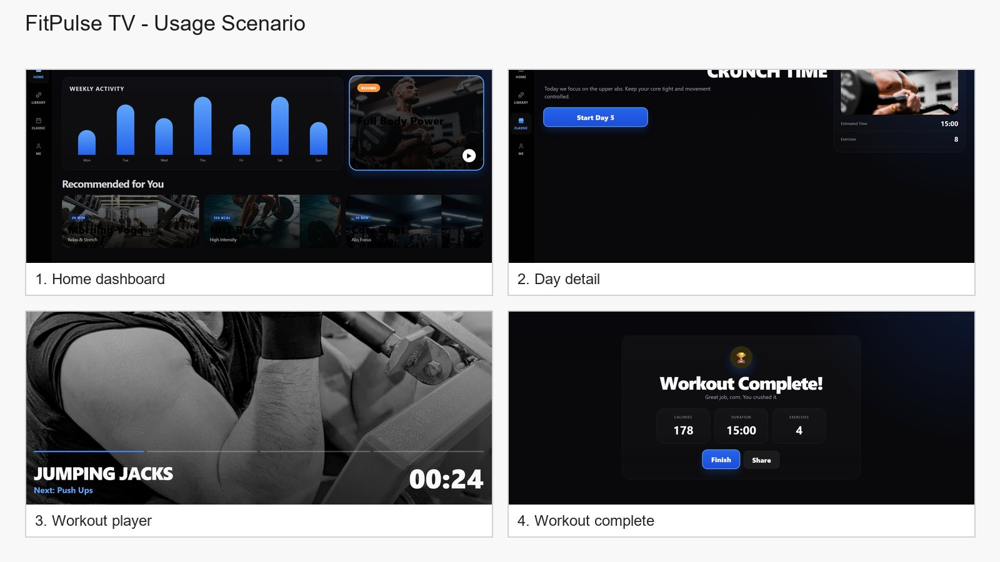 FitPulse TV - Usage Scenario
HOME
LIBRARY
CLASSIC
ME
WEEKLY ACTIVITY
Mon Tue Wed Thu Fri Sat Sun
RESUME
Full Body Power
Recommended for You
20 MIN
Morning Yoga
Relax & Stretch
150 KCAL
HIIT Burn
High Intensity
10 MIN
Core Blast
Abs Focus
1. Home dashboard
HOME
LIBRARY
CLASSIC
ME
CRUNCH TIME
Today we focus on the upper abs. Keep your core tight and movement
controlled.
Start Day 5
Estimated Time 15:00
Exercises 8
2. Day detail
JUMPING JACKS
Next: Push Ups
00:24
3. Workout player
Workout Complete!
Great job, corn. You crushed it.
CALORIES
178
DURATION
15:00
EXERCISES
4
Finish
Share
4. Workout complete